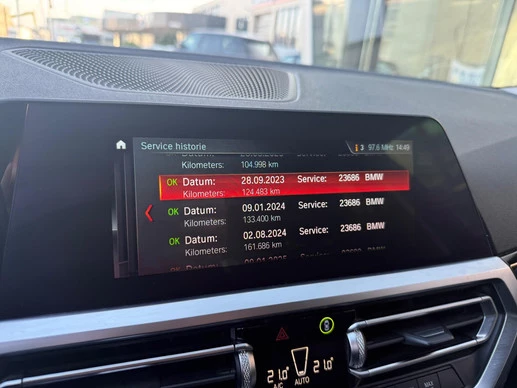 Service historie
3 97.6 MHz 14:49
Kilometers: 104.998 km
OK Datum: 28.09.2023 Service: 23686 BMW
Kilometers: 124.483 km
OK Datum: 09.01.2024 Service: 23686 BMW
Kilometers: 133.400 km
OK Datum: 02.08.2024 Service: 23686 BMW
Kilometers: 161.686 km
A/C AUTO MAX